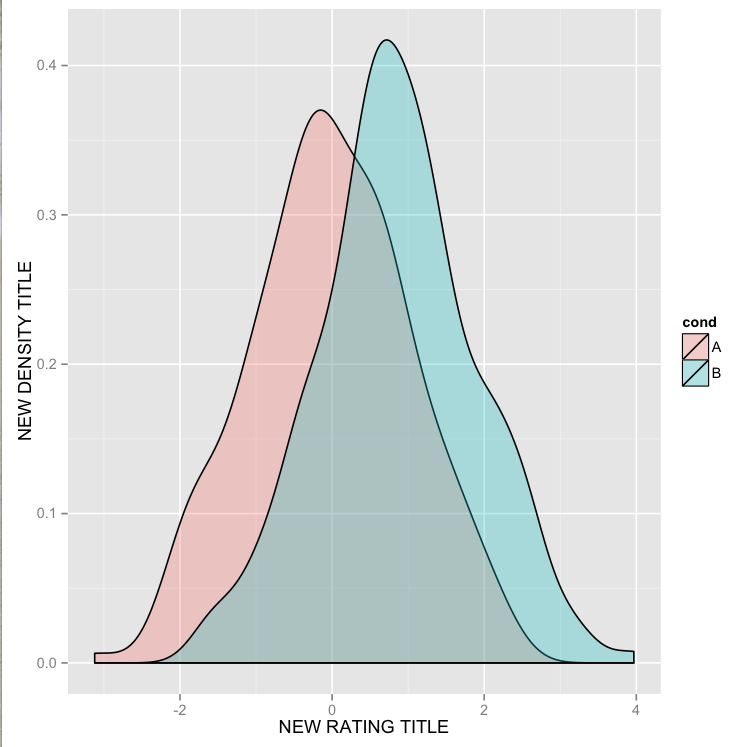 0.4
0.3
0.2
0.1
0.0
NEW DENSITY TITLE
-2 0 2 4
NEW RATING TITLE
cond
A
B